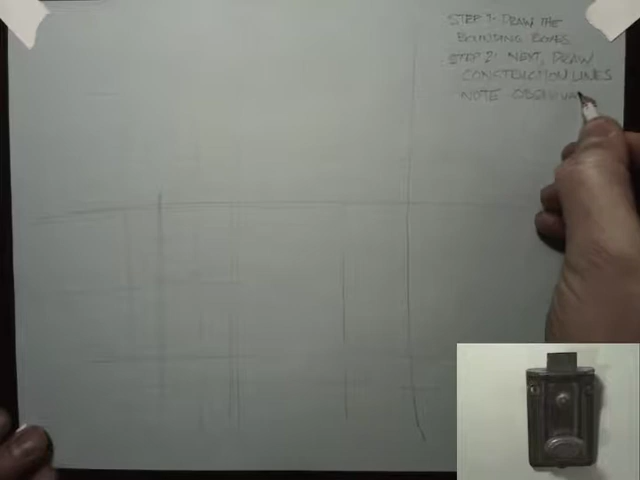 STEP 1: DRAW THE
BOUNDING BOXES.
STEP 2: NEXT, DRAW
CONSTRUCTION LINES
NOTE